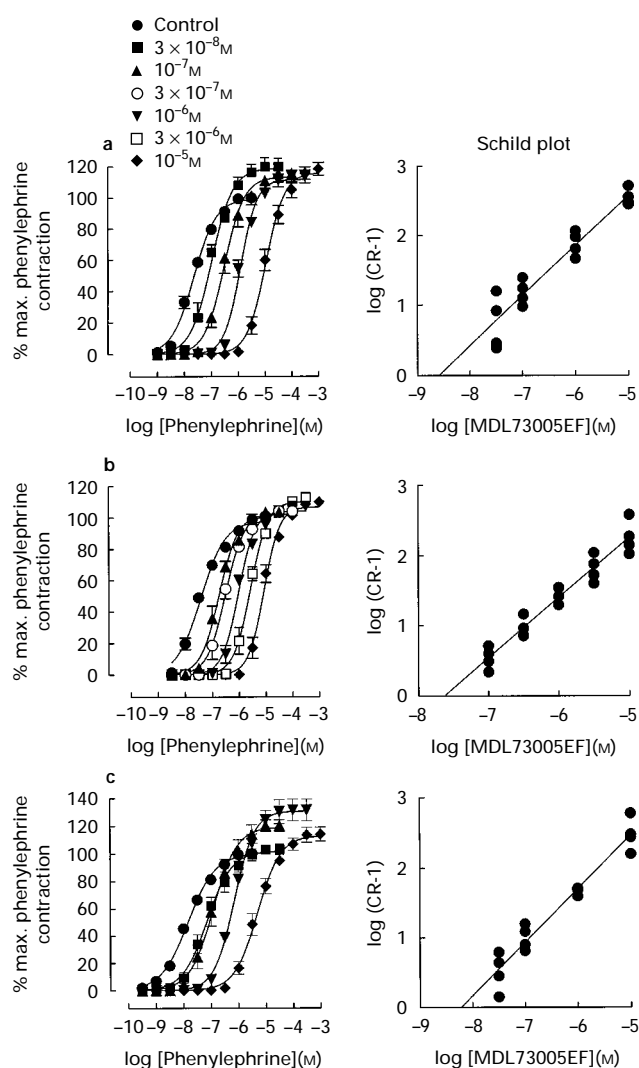 Control
3 × 10⁻⁸M
10⁻⁷M
3 × 10⁻⁷M
10⁻⁶M
3 × 10⁻⁶M
10⁻⁵M
a
120
100
80
60
40
20
0
% max. phenylephrine
contraction
−10 −9 −8 −7 −6 −5 −4 −3
log [Phenylephrine](M)
Schild plot
3
2
1
0
log (CR-1)
−9 −8 −7 −6 −5
log [MDL73005EF](M)
b
120
100
80
60
40
20
0
% max. phenylephrine
contraction
−10 −9 −8 −7 −6 −5 −4 −3
log [Phenylephrine](M)
3
2
1
0
log (CR-1)
−8 −7 −6 −5
log [MDL73005EF](M)
c
140
120
100
80
60
40
20
0
% max. phenylephrine
contraction
−10 −9 −8 −7 −6 −5 −4 −3
log [Phenylephrine](M)
3
2
1
0
log (CR-1)
−9 −8 −7 −6 −5
log [MDL73005EF](M)